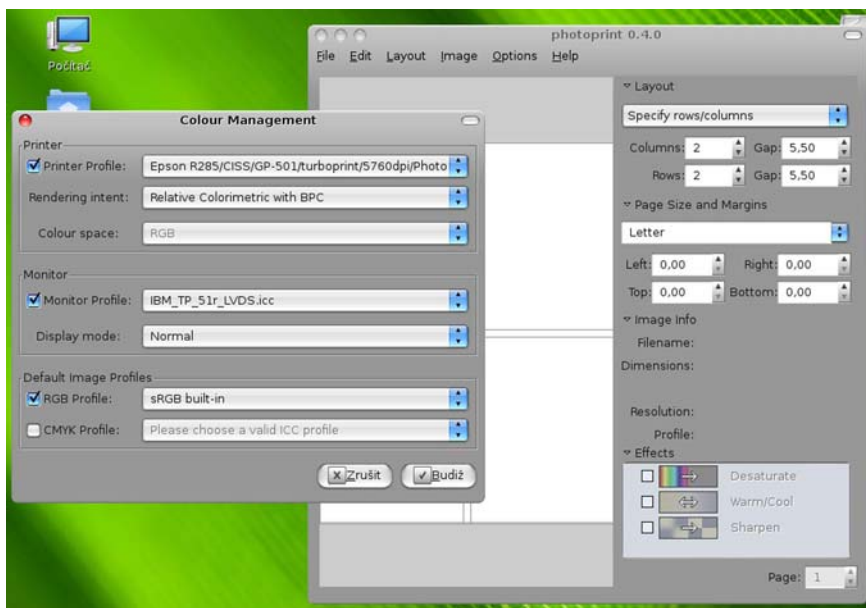 Počítač
photoprint 0.4.0
File Edit Layout Image Options Help
Colour Management
Printer
Printer Profile: Epson R285/CISS/GP-501/turboprint/5760dpi/Photo
Rendering intent: Relative Colorimetric with BPC
Colour space: RGB
Monitor
Monitor Profile: IBM_TP_51r_LVDS.icc
Display mode: Normal
Default Image Profiles
RGB Profile: sRGB built-in
CMYK Profile: Please choose a valid ICC profile
Zrušit Budiž
Layout
Specify rows/columns
Columns: 2 Gap: 5,50
Rows: 2 Gap: 5,50
Page Size and Margins
Letter
Left: 0,00 Right: 0,00
Top: 0,00 Bottom: 0,00
Image Info
Filename:
Dimensions:
Resolution:
Profile:
Effects
Desaturate
Warm/Cool
Sharpen
Page: 1